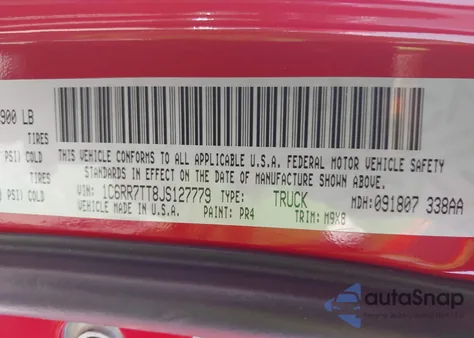 900 LB
TIRES
PSI) COLD
TIRES
PSI) COLD
THIS VEHICLE CONFORMS TO ALL APPLICABLE U.S.A. FEDERAL MOTOR VEHICLE SAFETY
STANDARDS IN EFFECT ON THE DATE OF MANUFACTURE SHOWN ABOVE.
VIN: 1C6RR7TT8JS127779 TYPE: TRUCK MDH: 091807 338AA
VEHICLE MADE IN U.S.A. PAINT: PR4 TRIM: M9X8
autoSnap